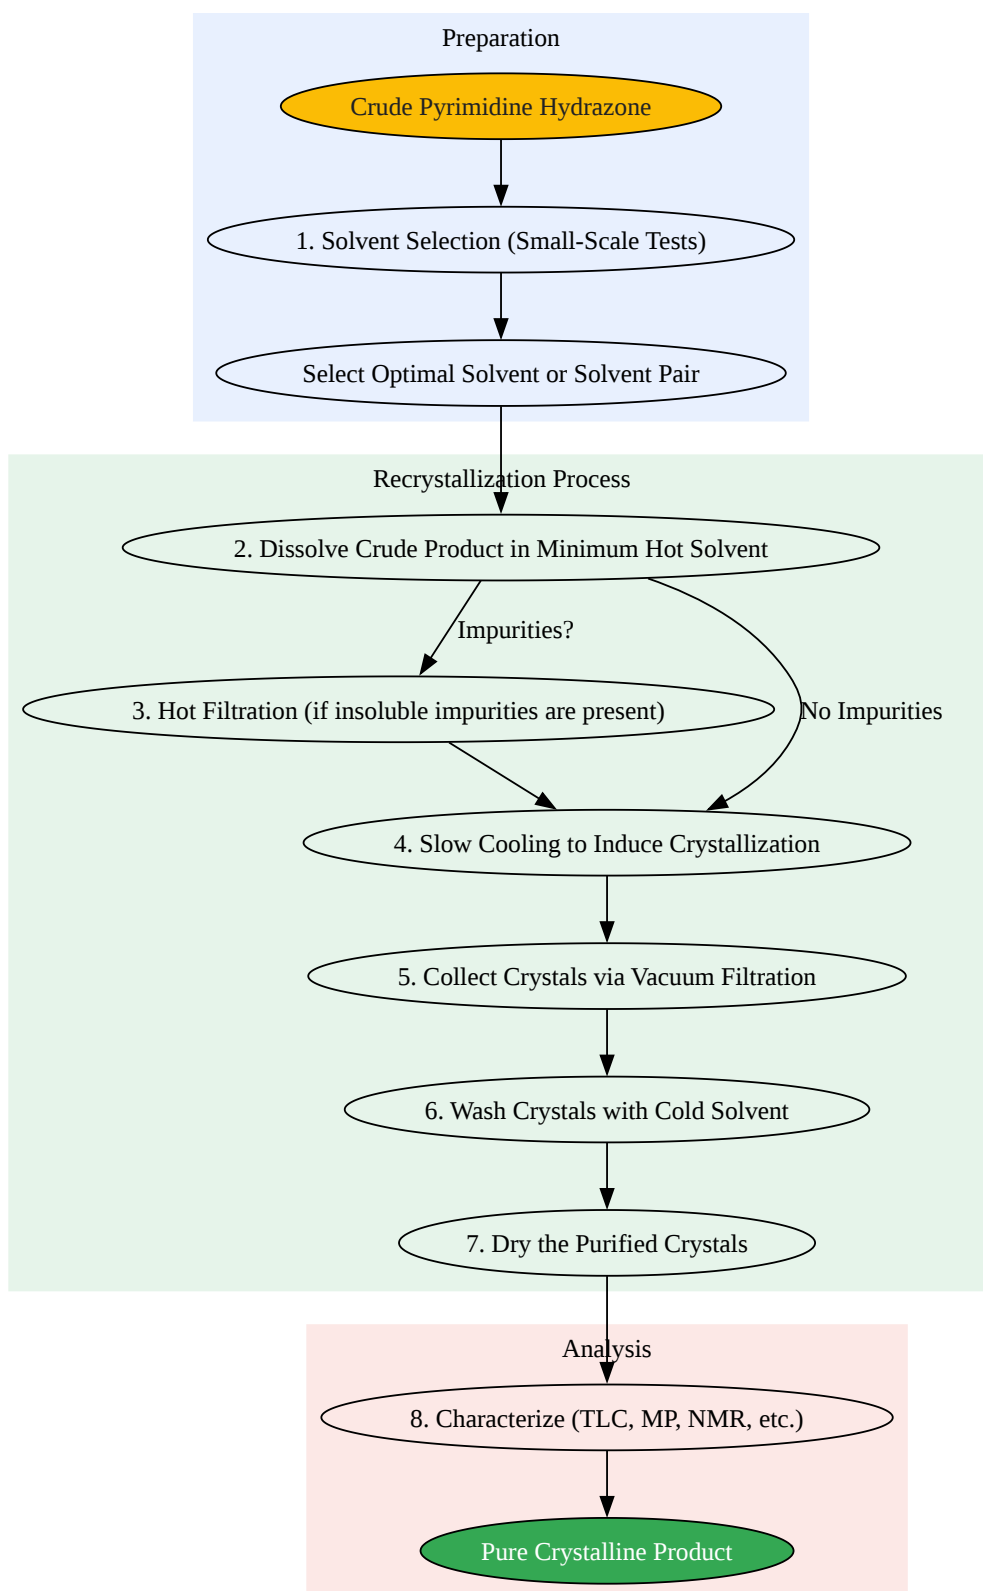 Preparation
Crude Pyrimidine Hydrazone
1. Solvent Selection (Small-Scale Tests)
Select Optimal Solvent or Solvent Pair
Recrystallization Process
2. Dissolve Crude Product in Minimum Hot Solvent
Impurities?
3. Hot Filtration (if insoluble impurities are present)
No Impurities
4. Slow Cooling to Induce Crystallization
5. Collect Crystals via Vacuum Filtration
6. Wash Crystals with Cold Solvent
7. Dry the Purified Crystals
Analysis
8. Characterize (TLC, MP, NMR, etc.)
Pure Crystalline Product